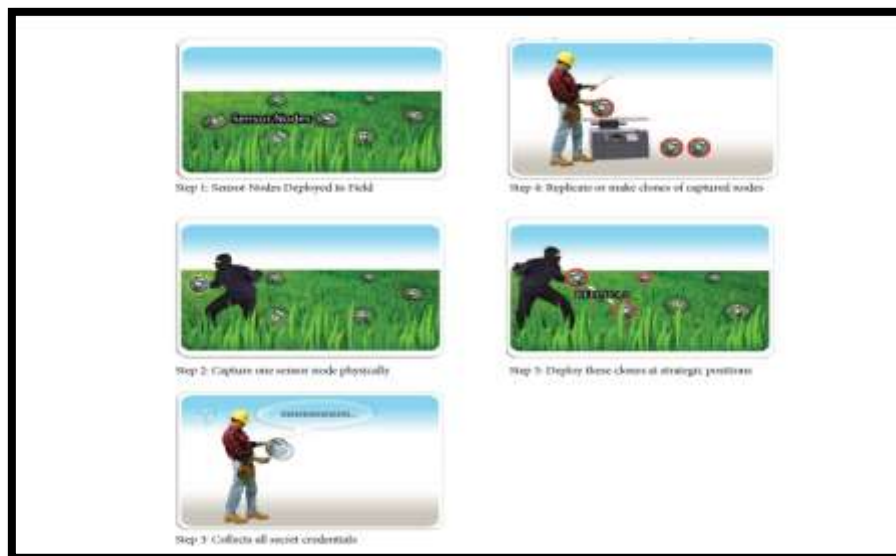 Sensor Nodes
Step 1: Sensor Nodes Deployed in Field
Step 2: Capture one sensor node physically
Step 3: Collects all secret credentials
Step 4: Replicate or make clones of captured nodes
Step 5: Deploy these clones at strategic positions